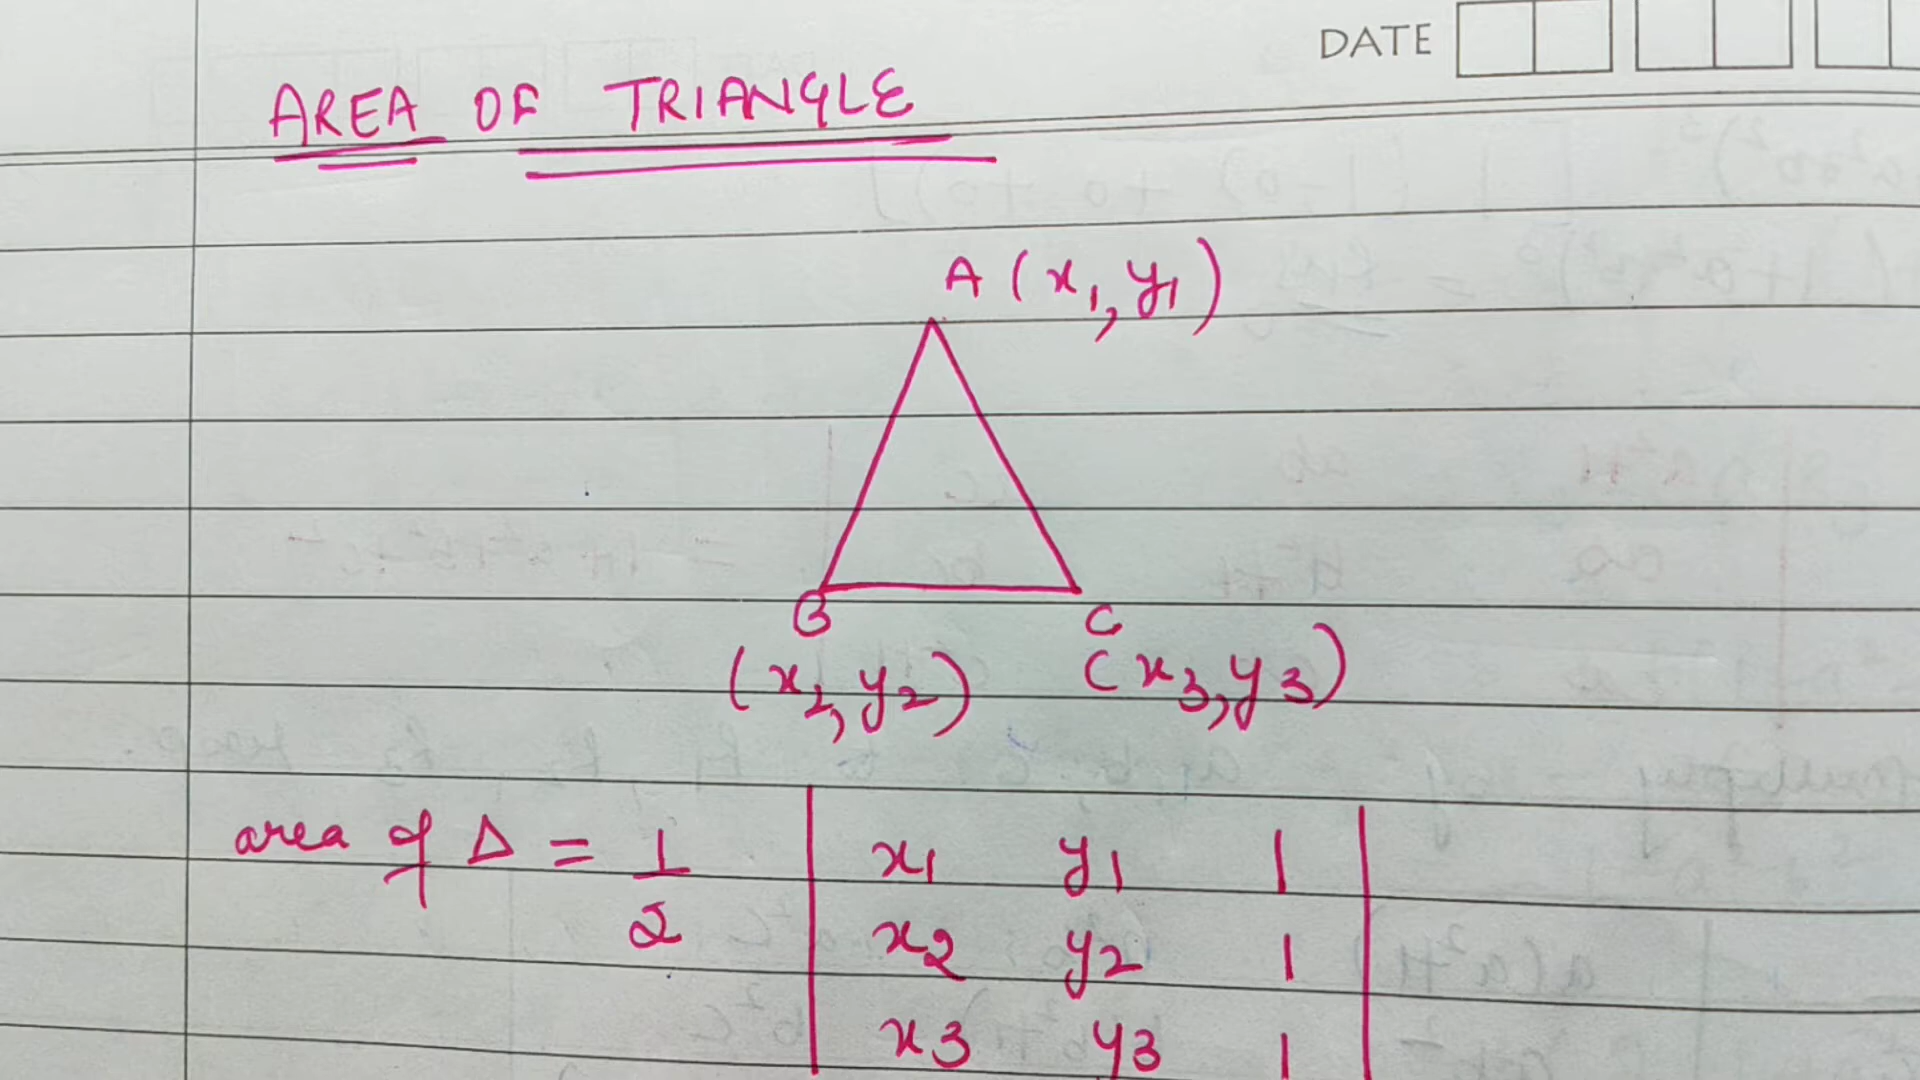 DATE
AREA OF TRIANGLE
A (x1, y1)
B C
(x2, y2) (x3, y3)
area of Δ = 1/2 | x1 y1 1 |
| x2 y2 1 |
| x3 y3 1 |